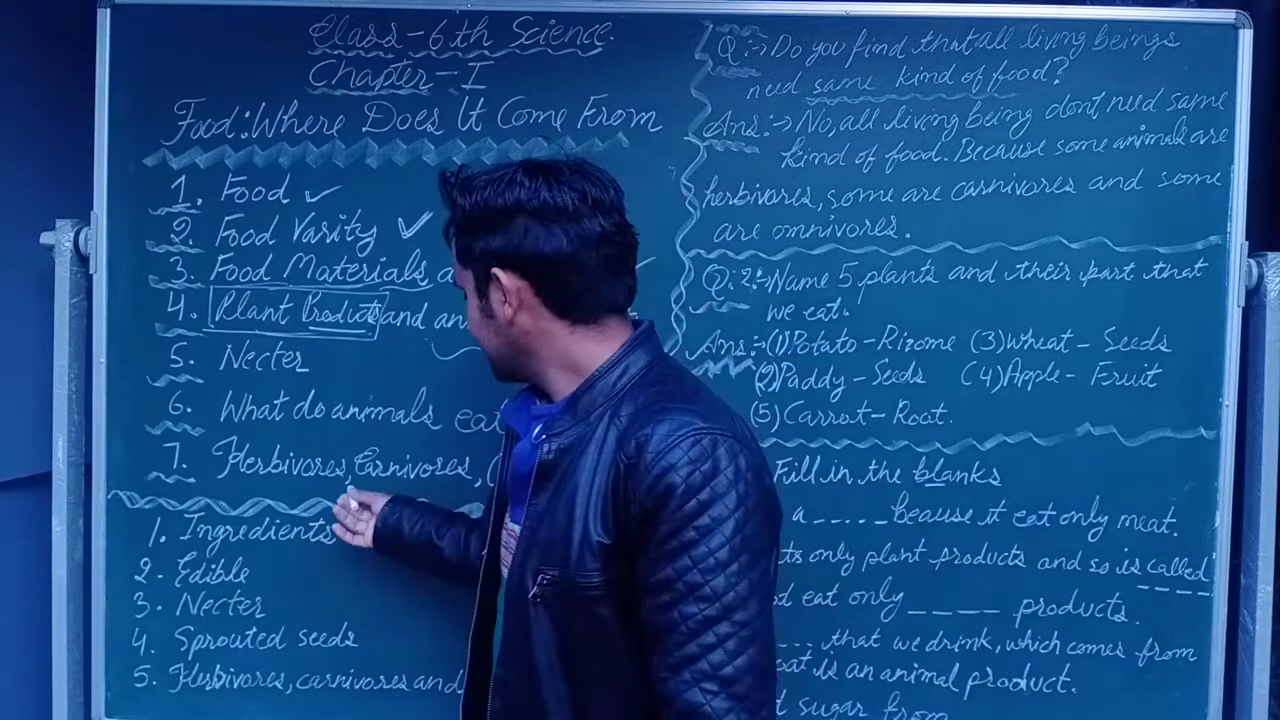 Class-6th Science.
Chapter-I
Food:Where Does It Come From
1. Food ✓
2. Food Varity ✓
3. Food Materials
4. Plant Products and an
5. Necter
6. What do animals eat
7. Herbivores, Carnivores,
1. Ingredients
2. Edible
3. Necter
4. Sprouted seeds
5. Herbivores, carnivores and
Q:→Do you find that all living beings
need same kind of food?
Ans:→No, all living being dont need same
kind of food. Because some animals are
herbivores, some are carnivores and some
are omnivores.
Q:2:→Name 5 plants and their part that
we eat.
Ans:→(1)Potato-Rizome (3)Wheat-Seeds
(2)Paddy-Seeds (4)Apple-Fruit
(5)Carrot-Root.
Fill in the blanks
a_____beause it eat only meat.
ts only plant products and so is called
____
eat only ____ products.
that we drink, which comes from
is an animal product.
sugar from